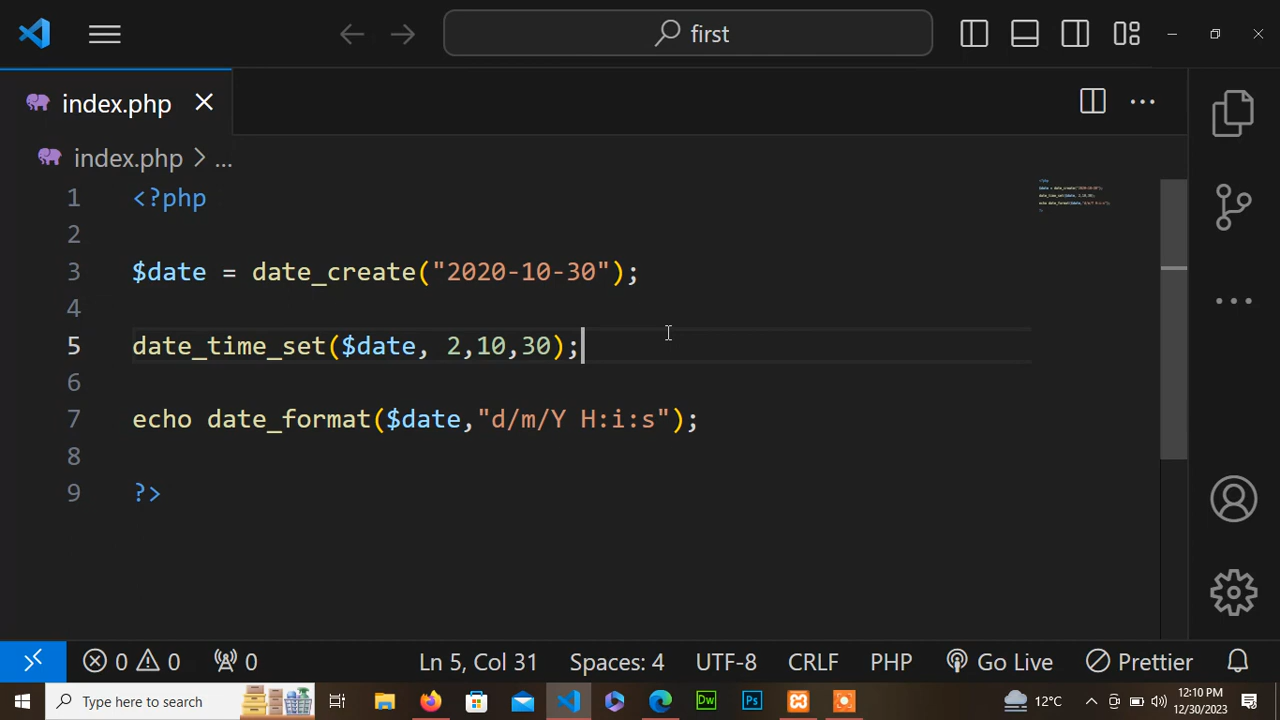 first
index.php
index.php > ...
1 <?php
2
3 $date = date_create("2020-10-30");
4
5 date_time_set($date, 2,10,30);
6
7 echo date_format($date,"d/m/Y H:i:s");
8
9 ?>
0 0 0 Ln 5, Col 31 Spaces: 4 UTF-8 CRLF PHP Go Live Prettier
Type here to search Dw Ps 12°C 12:10 PM
12/30/2023